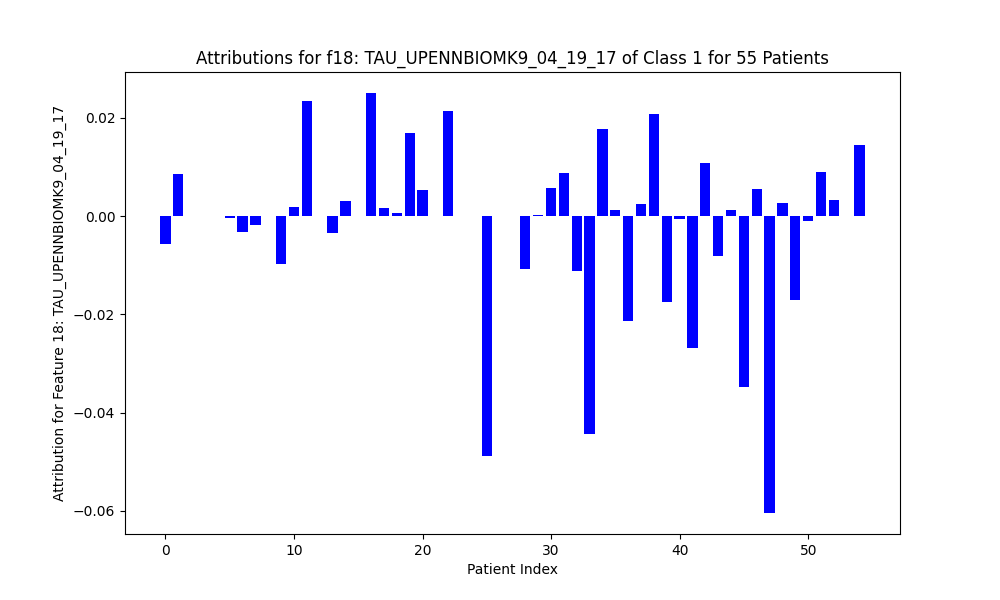 Attributions for f18: TAU_UPENNBIOMK9_04_19_17 of Class 1 for 55 Patients
Attribution for Feature 18: TAU_UPENNBIOMK9_04_19_17
0.02
0.00
−0.02
−0.04
−0.06
0 10 20 30 40 50
Patient Index